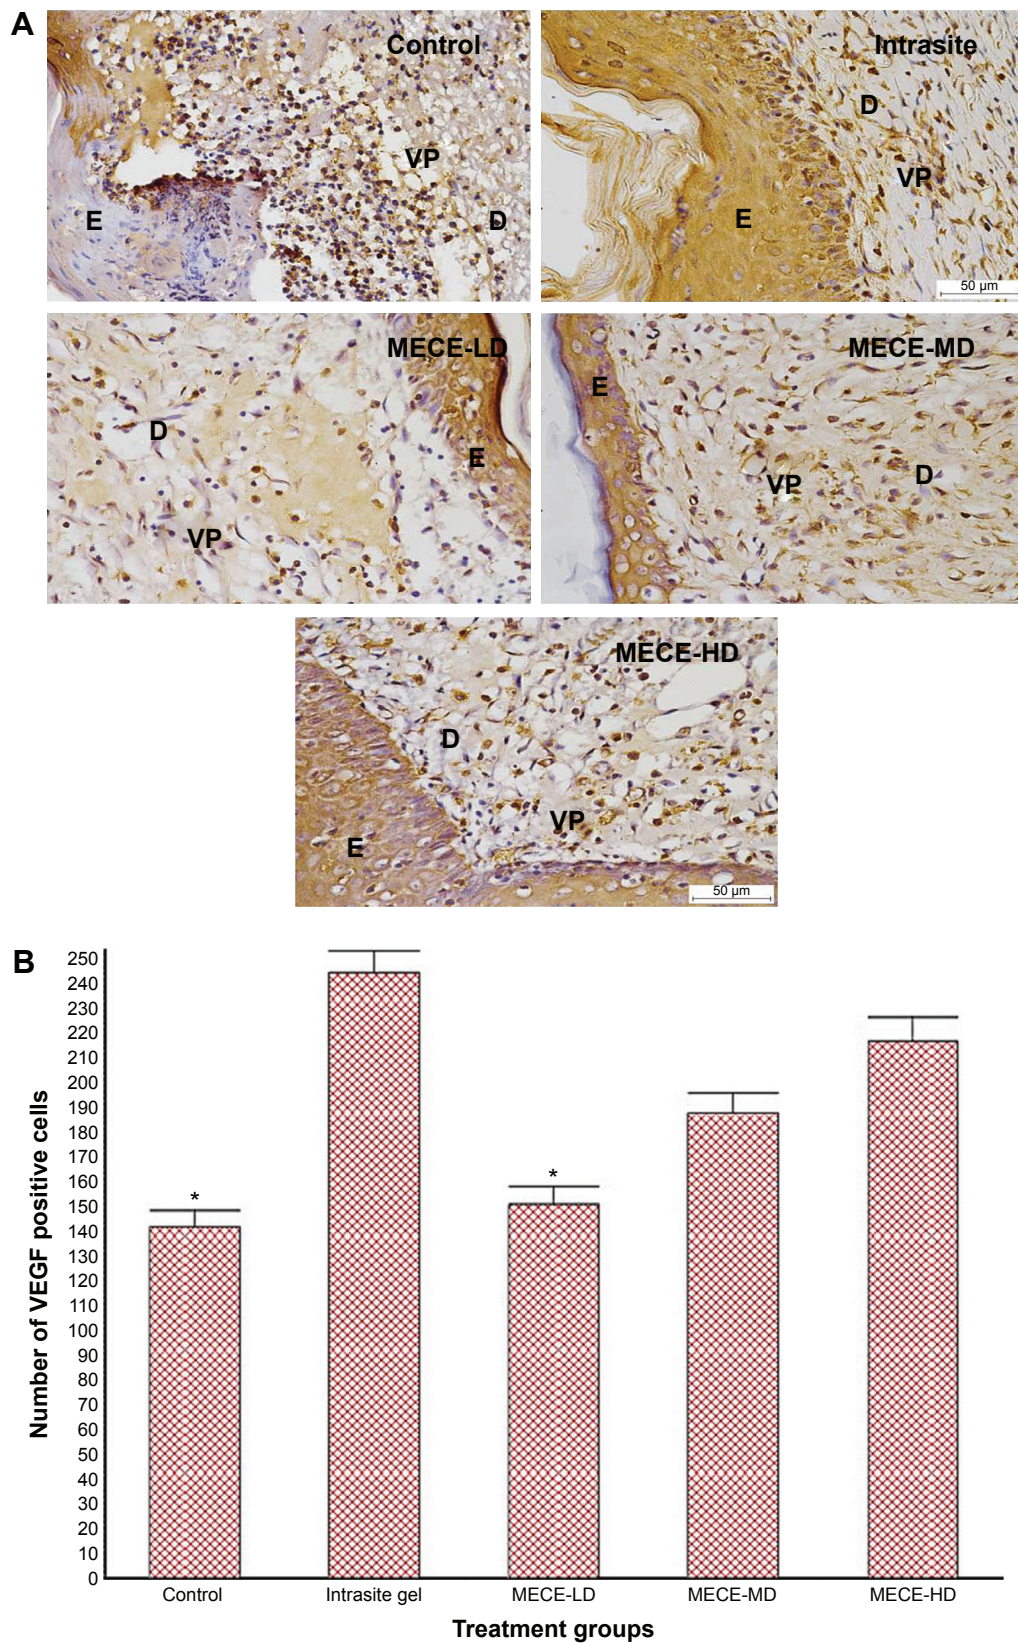 A
Control
VP
E
D
Intrasite
D
VP
E
50 µm
MECE-LD
D
E
VP
MECE-MD
E
VP
D
MECE-HD
D
VP
E
50 µm
B
Number of VEGF positive cells
250
240
230
220
210
200
190
180
170
160
150
140
130
120
110
100
90
80
70
60
50
40
30
20
10
0
*
*
Control Intrasite gel MECE-LD MECE-MD MECE-HD
Treatment groups